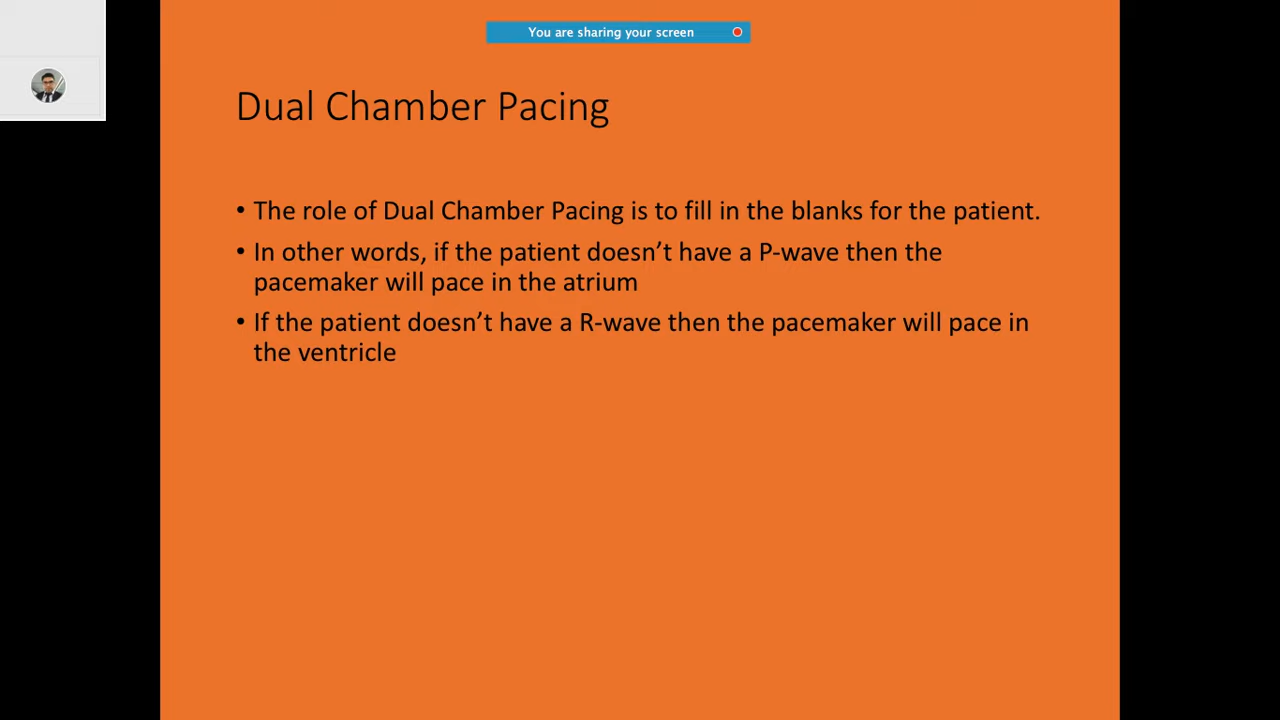 You are sharing your screen
Dual Chamber Pacing
• The role of Dual Chamber Pacing is to fill in the blanks for the patient.
• In other words, if the patient doesn’t have a P-wave then the
pacemaker will pace in the atrium
• If the patient doesn’t have a R-wave then the pacemaker will pace in
the ventricle